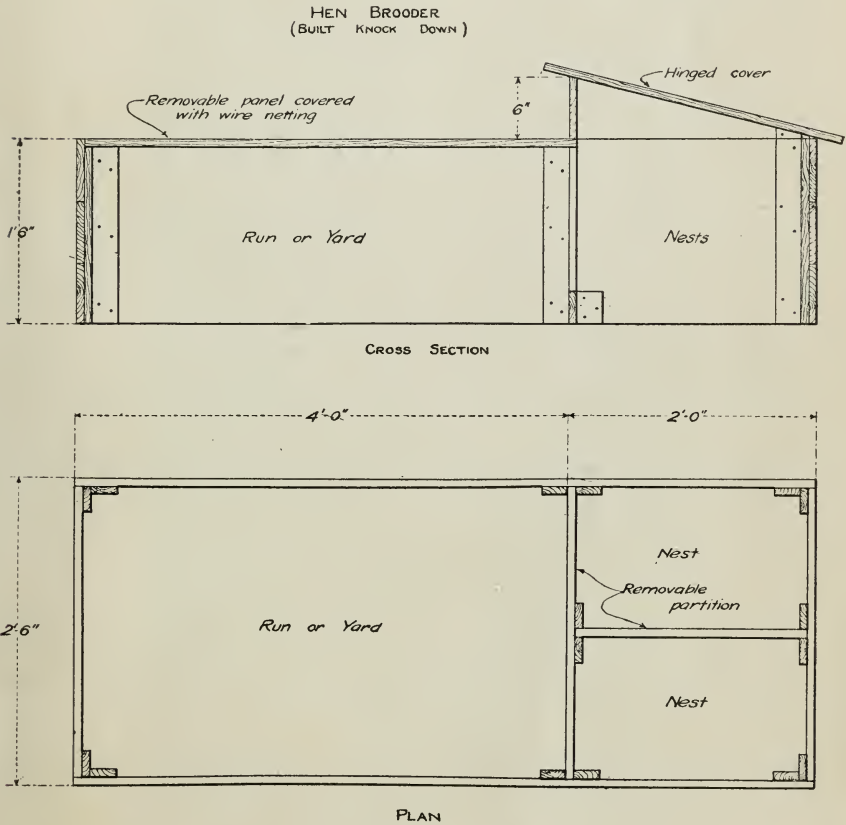 HEN BROODER
(BUILT KNOCK DOWN)
Hinged cover
Removable panel covered
with wire netting
6"
1'6"
Run or Yard
Nests
CROSS SECTION
4'-0"
2'-0"
Nest
Removable
partition
2'-6"
Run or Yard
Nest
PLAN